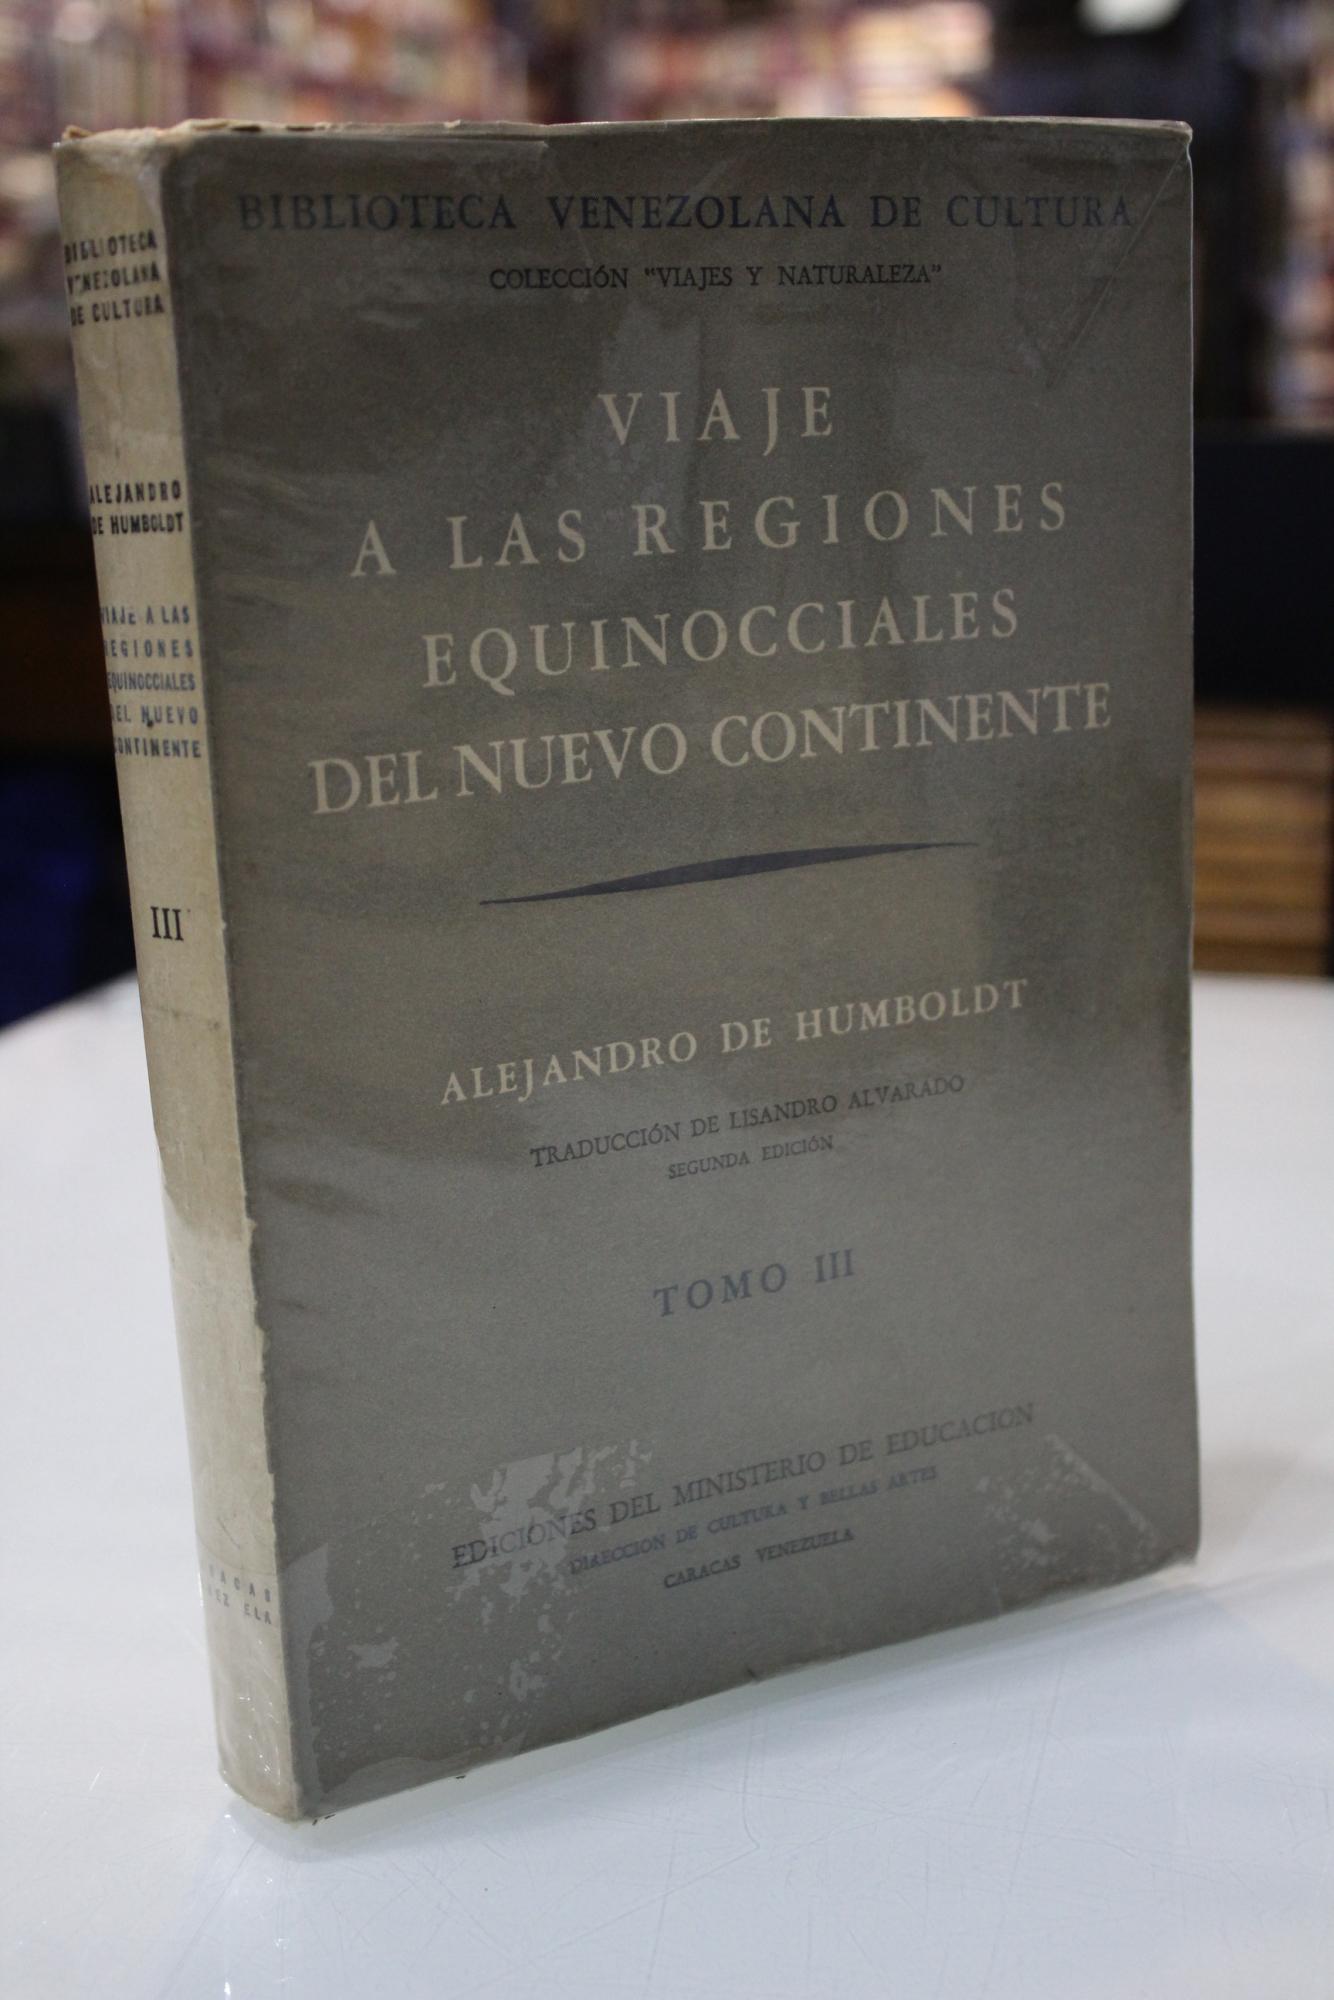 BIBLIOTECA VENEZOLANA DE CULTURA
COLECCIÓN "VIAJES Y NATURALEZA"
VIAJE
A LAS REGIONES
EQUINOCCIALES
DEL NUEVO CONTINENTE
ALEJANDRO DE HUMBOLDT
TRADUCCIÓN DE LISANDRO ALVARADO
SEGUNDA EDICIÓN
TOMO III
EDICIONES DEL MINISTERIO DE EDUCACION
DIRECCION DE CULTURA Y BELLAS ARTES
CARACAS VENEZUELA
BIBLIOTECA
VENEZOLANA
DE CULTURA
ALEJANDRO
DE HUMBOLDT
VIAJE A LAS
REGIONES
EQUINOCCIALES
DEL NUEVO
CONTINENTE
III